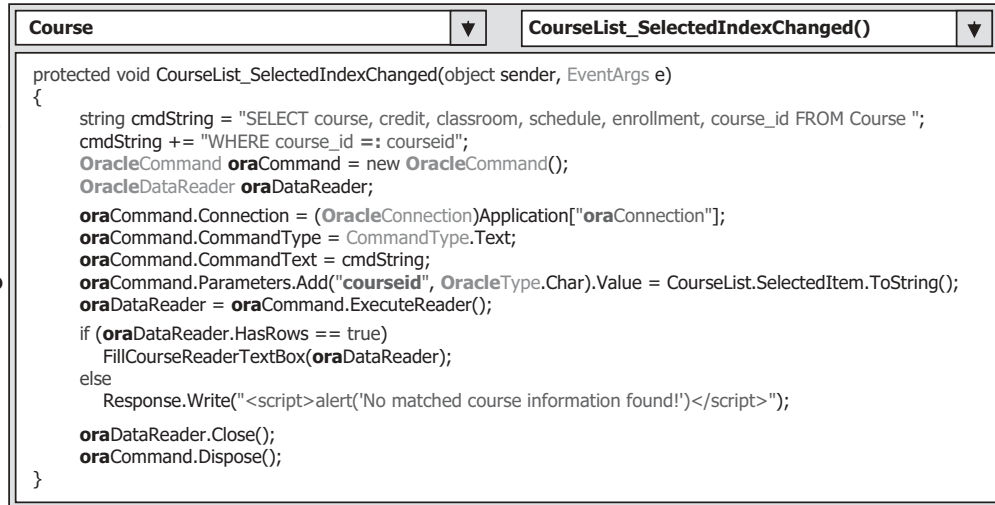 Course
CourseList_SelectedIndexChanged()
protected void CourseList_SelectedIndexChanged(object sender, EventArgs e)
{
string cmdString = "SELECT course, credit, classroom, schedule, enrollment, course_id FROM Course ";
cmdString += "WHERE course_id =: courseid";
OracleCommand oraCommand = new OracleCommand();
OracleDataReader oraDataReader;
oraCommand.Connection = (OracleConnection)Application["oraConnection"];
oraCommand.CommandType = CommandType.Text;
oraCommand.CommandText = cmdString;
oraCommand.Parameters.Add("courseid", OracleType.Char).Value = CourseList.SelectedItem.ToString();
oraDataReader = oraCommand.ExecuteReader();
if (oraDataReader.HasRows == true)
FillCourseReaderTextBox(oraDataReader);
else
Response.Write("<script>alert('No matched course information found!')</script>");
oraDataReader.Close();
oraCommand.Dispose();
}